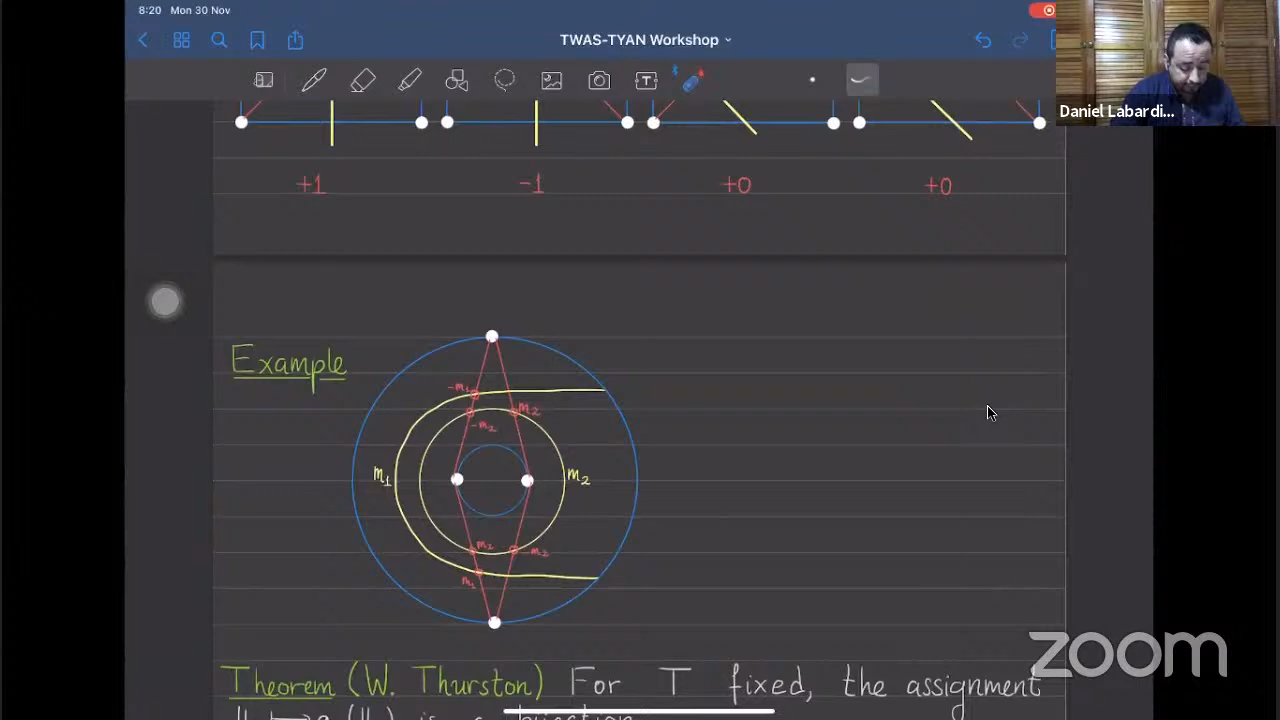 8:20 Mon 30 Nov
TWAS-TYAN Workshop
Daniel Labardi...
+1 -1 +0 +0
Example
-m1
m2
-m2
m1
m2
m2
-m2
m1
zoom
Theorem (W. Thurston) For T fixed, the assignment